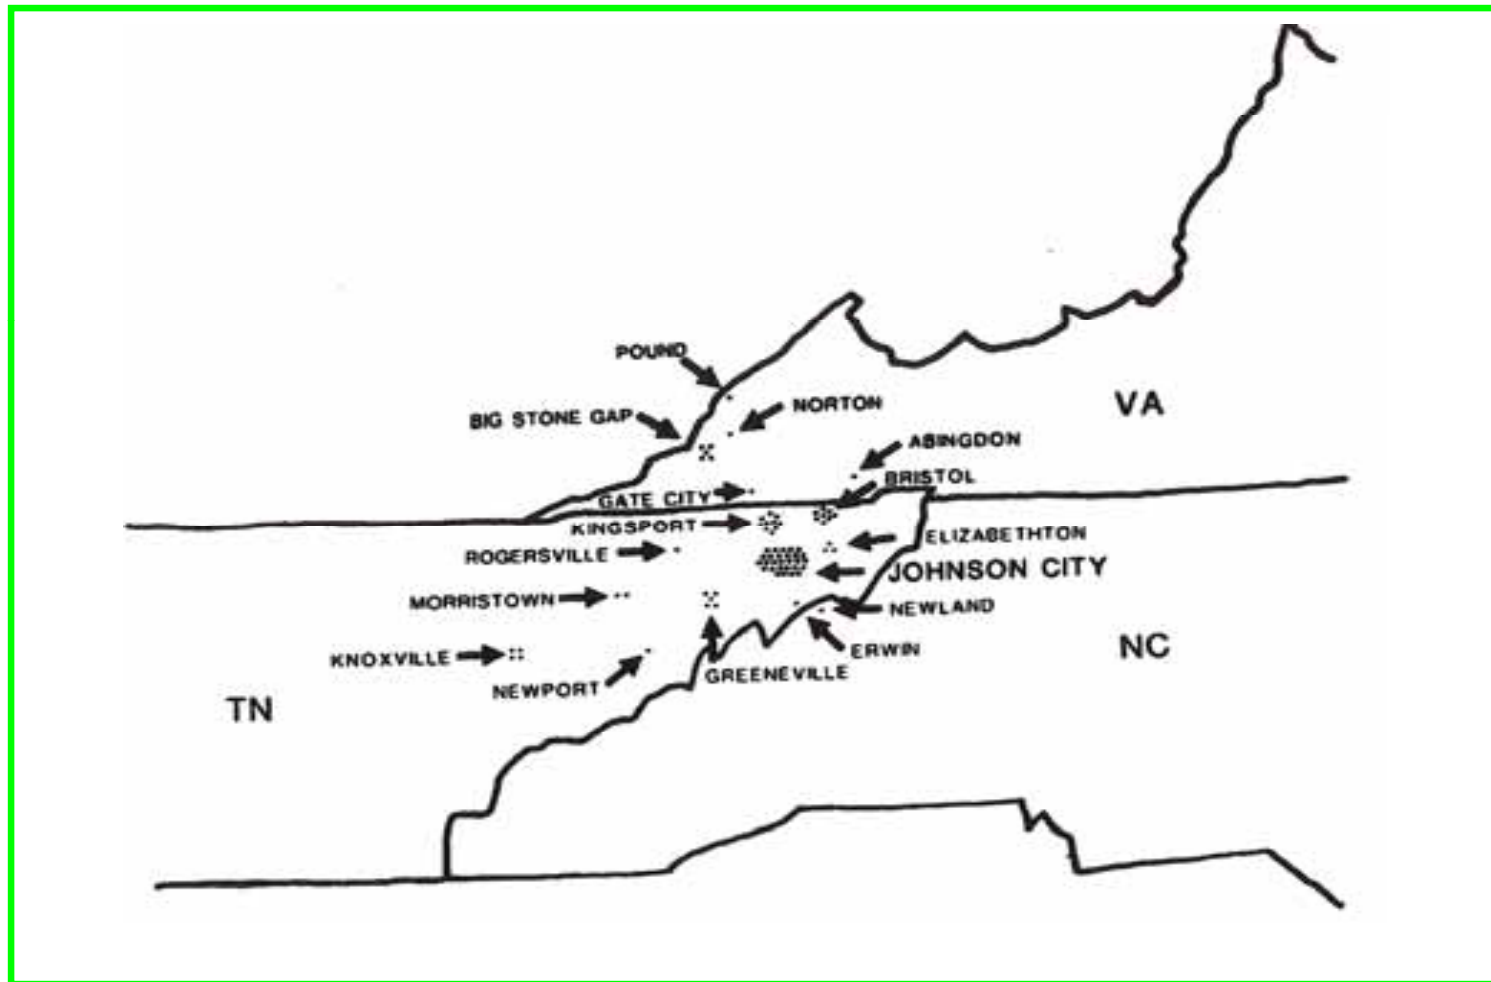 POUND
NORTON
BIG STONE GAP
VA
ABINGDON
BRISTOL
GATE CITY
KINGSPORT
ELIZABETHTON
ROGERSVILLE
JOHNSON CITY
MORRISTOWN
NEWLAND
ERWIN
NC
KNOXVILLE
GREENEVILLE
NEWPORT
TN